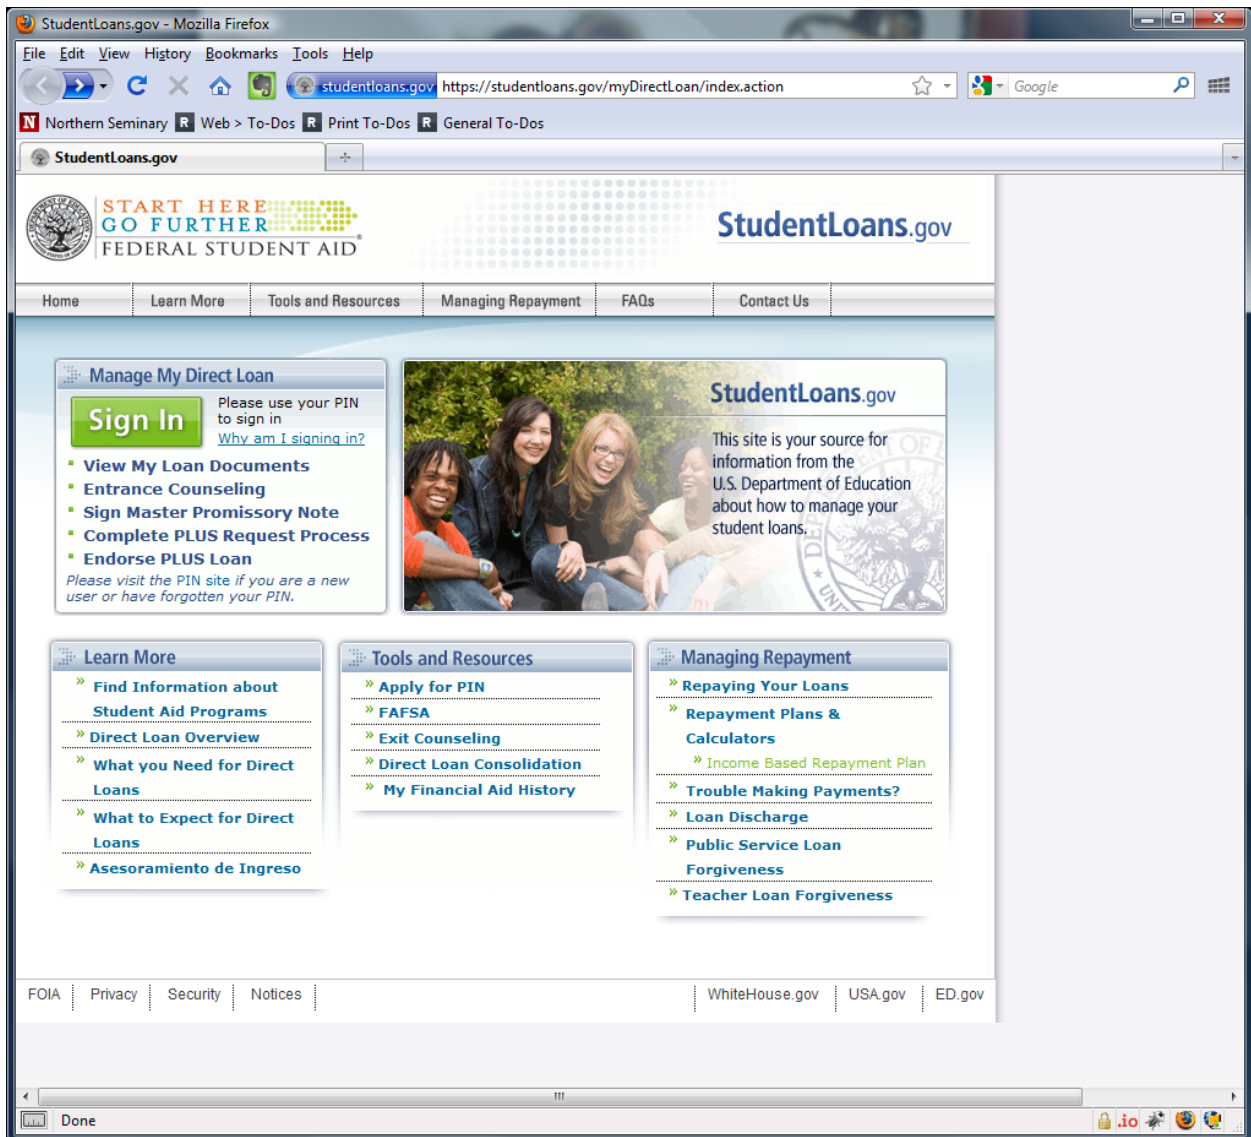 StudentLoans.gov - Mozilla Firefox
File Edit View History Bookmarks Tools Help
studentloans.gov https://studentloans.gov/myDirectLoan/index.action Google
N Northern Seminary R Web > To-Dos R Print To-Dos R General To-Dos
StudentLoans.gov
START HERE
GO FURTHER
FEDERAL STUDENT AID®
StudentLoans.gov
Home Learn More Tools and Resources Managing Repayment FAQs Contact Us
Manage My Direct Loan
Sign In
Please use your PIN
to sign in
Why am I signing in?
View My Loan Documents
Entrance Counseling
Sign Master Promissory Note
Complete PLUS Request Process
Endorse PLUS Loan
Please visit the PIN site if you are a new
user or have forgotten your PIN.
StudentLoans.gov
This site is your source for
information from the
U.S. Department of Education
about how to manage your
student loans.
Learn More
» Find Information about
Student Aid Programs
» Direct Loan Overview
» What you Need for Direct
Loans
» What to Expect for Direct
Loans
» Asesoramiento de Ingreso
Tools and Resources
» Apply for PIN
» FAFSA
» Exit Counseling
» Direct Loan Consolidation
» My Financial Aid History
Managing Repayment
» Repaying Your Loans
» Repayment Plans &
Calculators
» Income Based Repayment Plan
» Trouble Making Payments?
» Loan Discharge
» Public Service Loan
Forgiveness
» Teacher Loan Forgiveness
FOIA Privacy Security Notices WhiteHouse.gov USA.gov ED.gov
Done .io